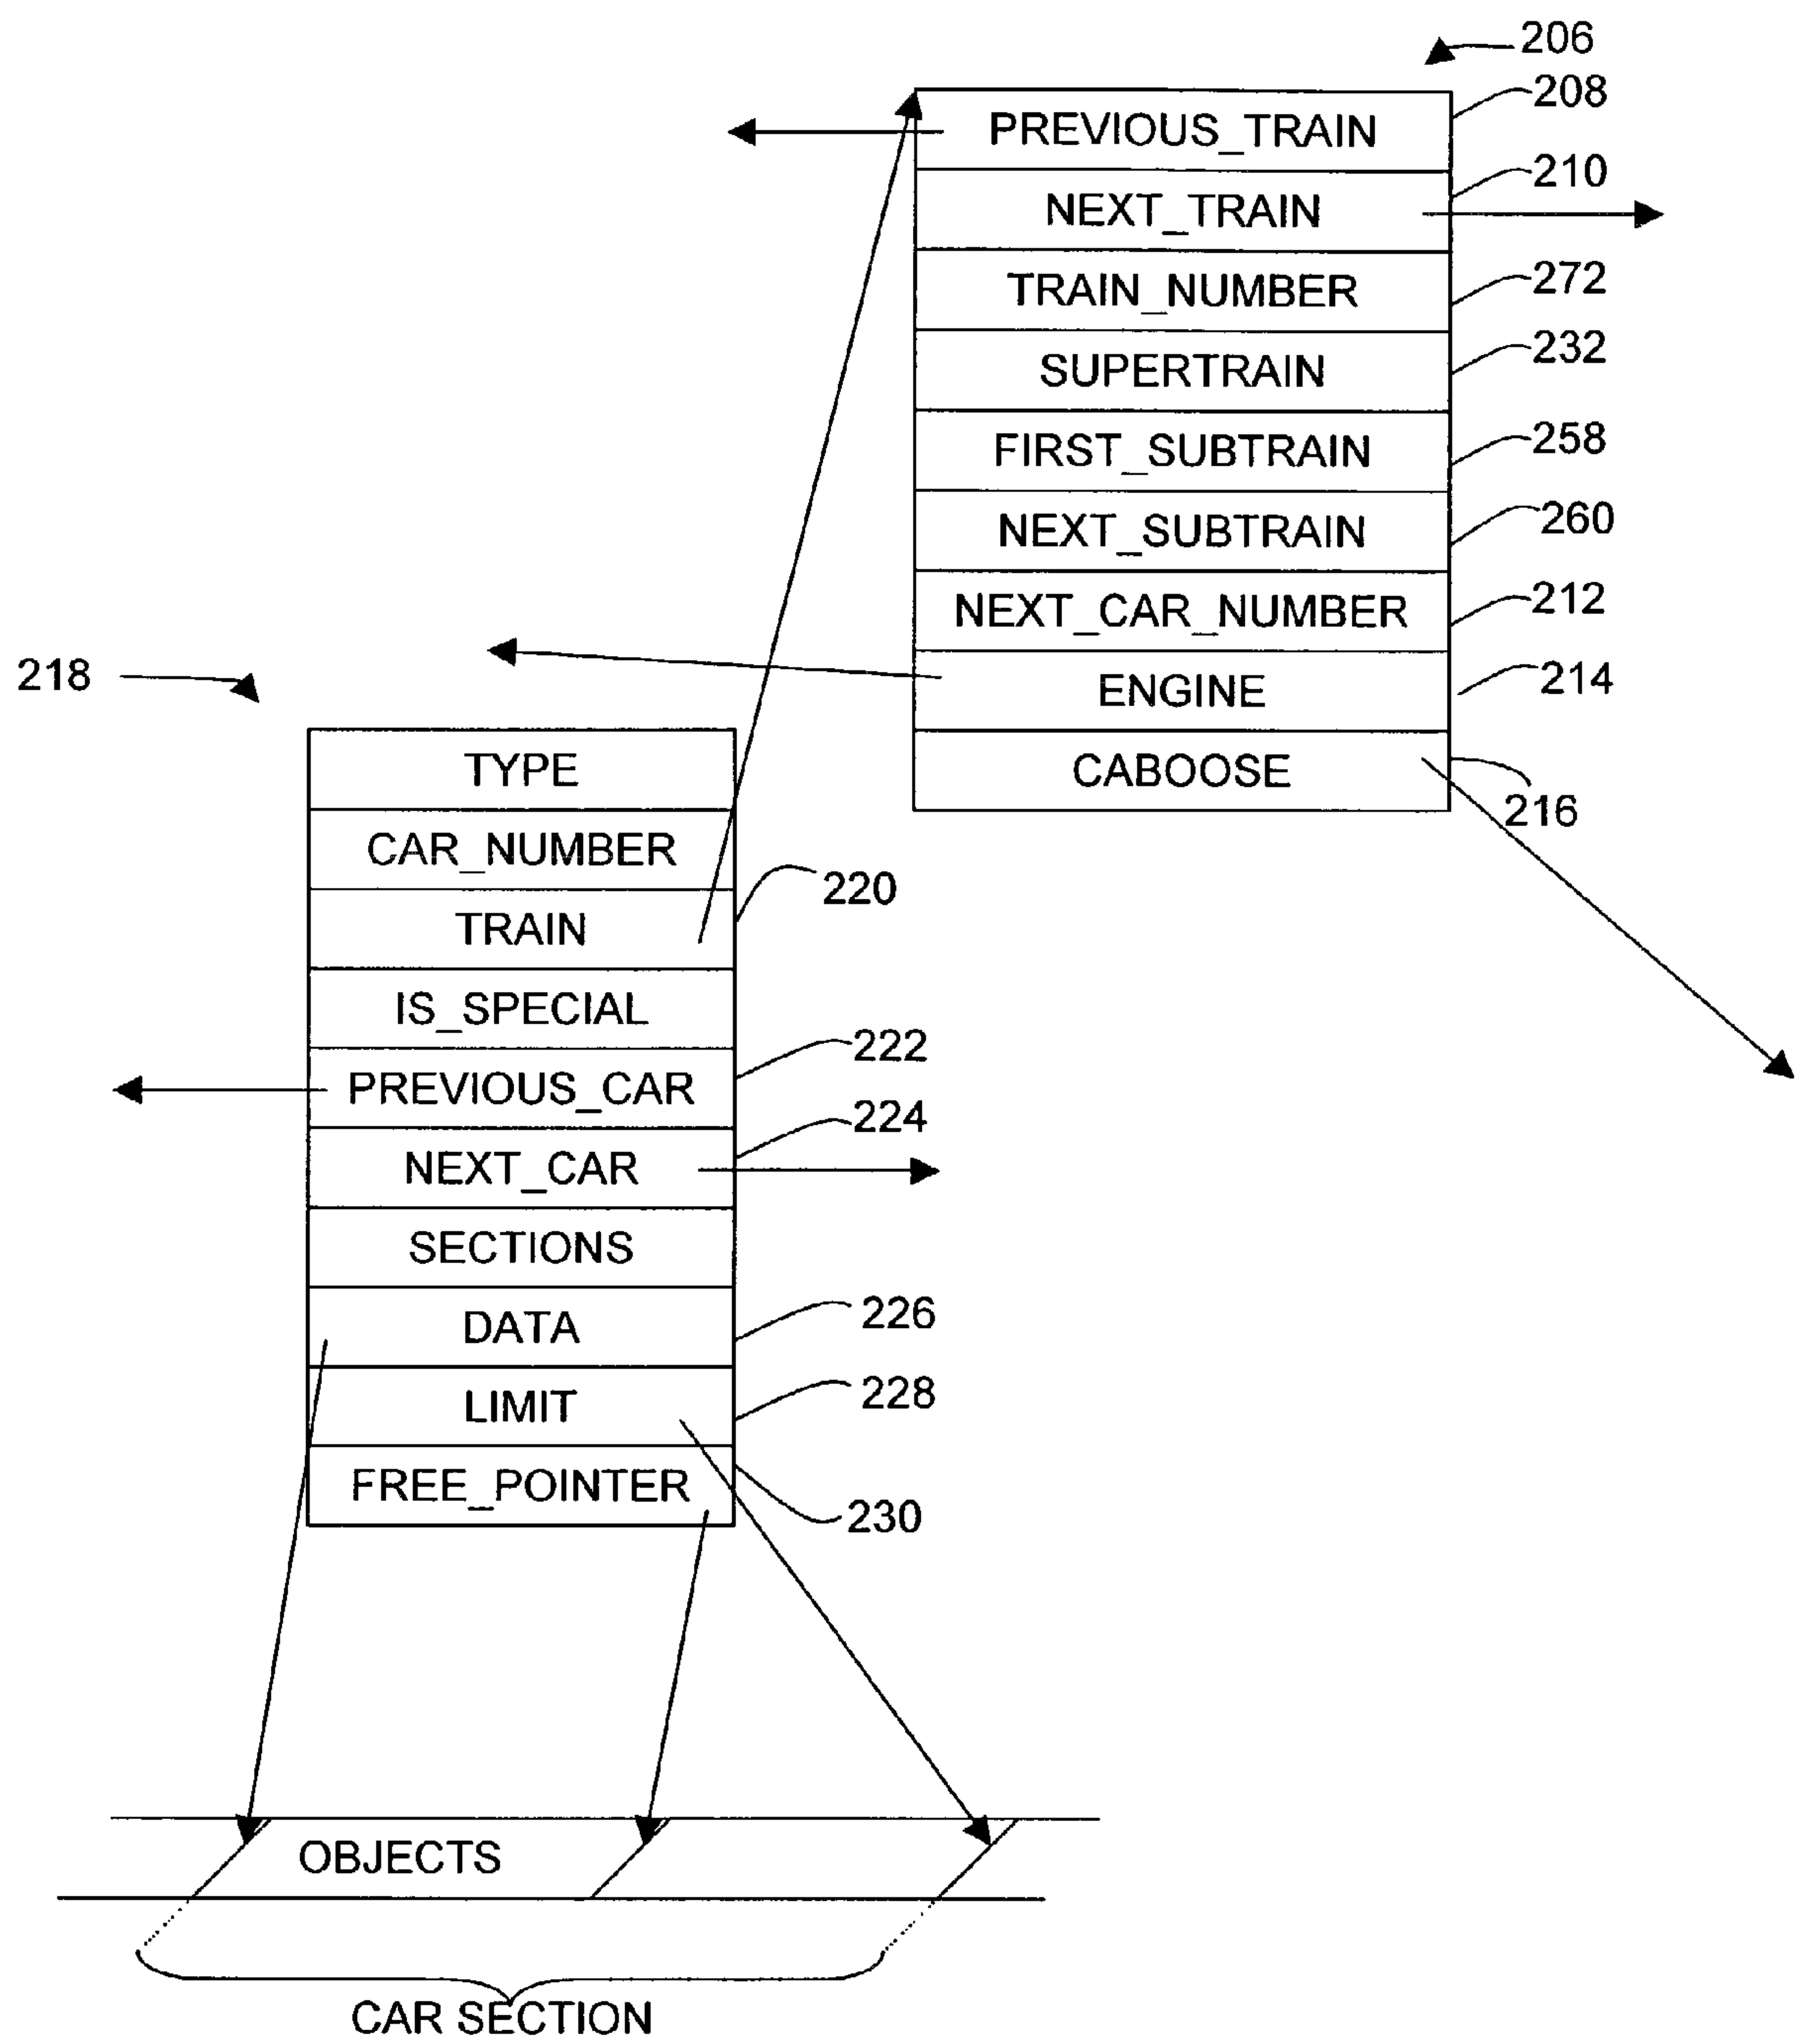 206
PREVIOUS_TRAIN
208
NEXT_TRAIN
210
TRAIN_NUMBER
272
SUPERTRAIN
232
FIRST_SUBTRAIN
258
NEXT_SUBTRAIN
260
NEXT_CAR_NUMBER
212
ENGINE
214
CABOOSE
216
218
TYPE
CAR_NUMBER
TRAIN
220
IS_SPECIAL
PREVIOUS_CAR
222
NEXT_CAR
224
SECTIONS
DATA
226
LIMIT
228
FREE_POINTER
230
OBJECTS
CAR SECTION